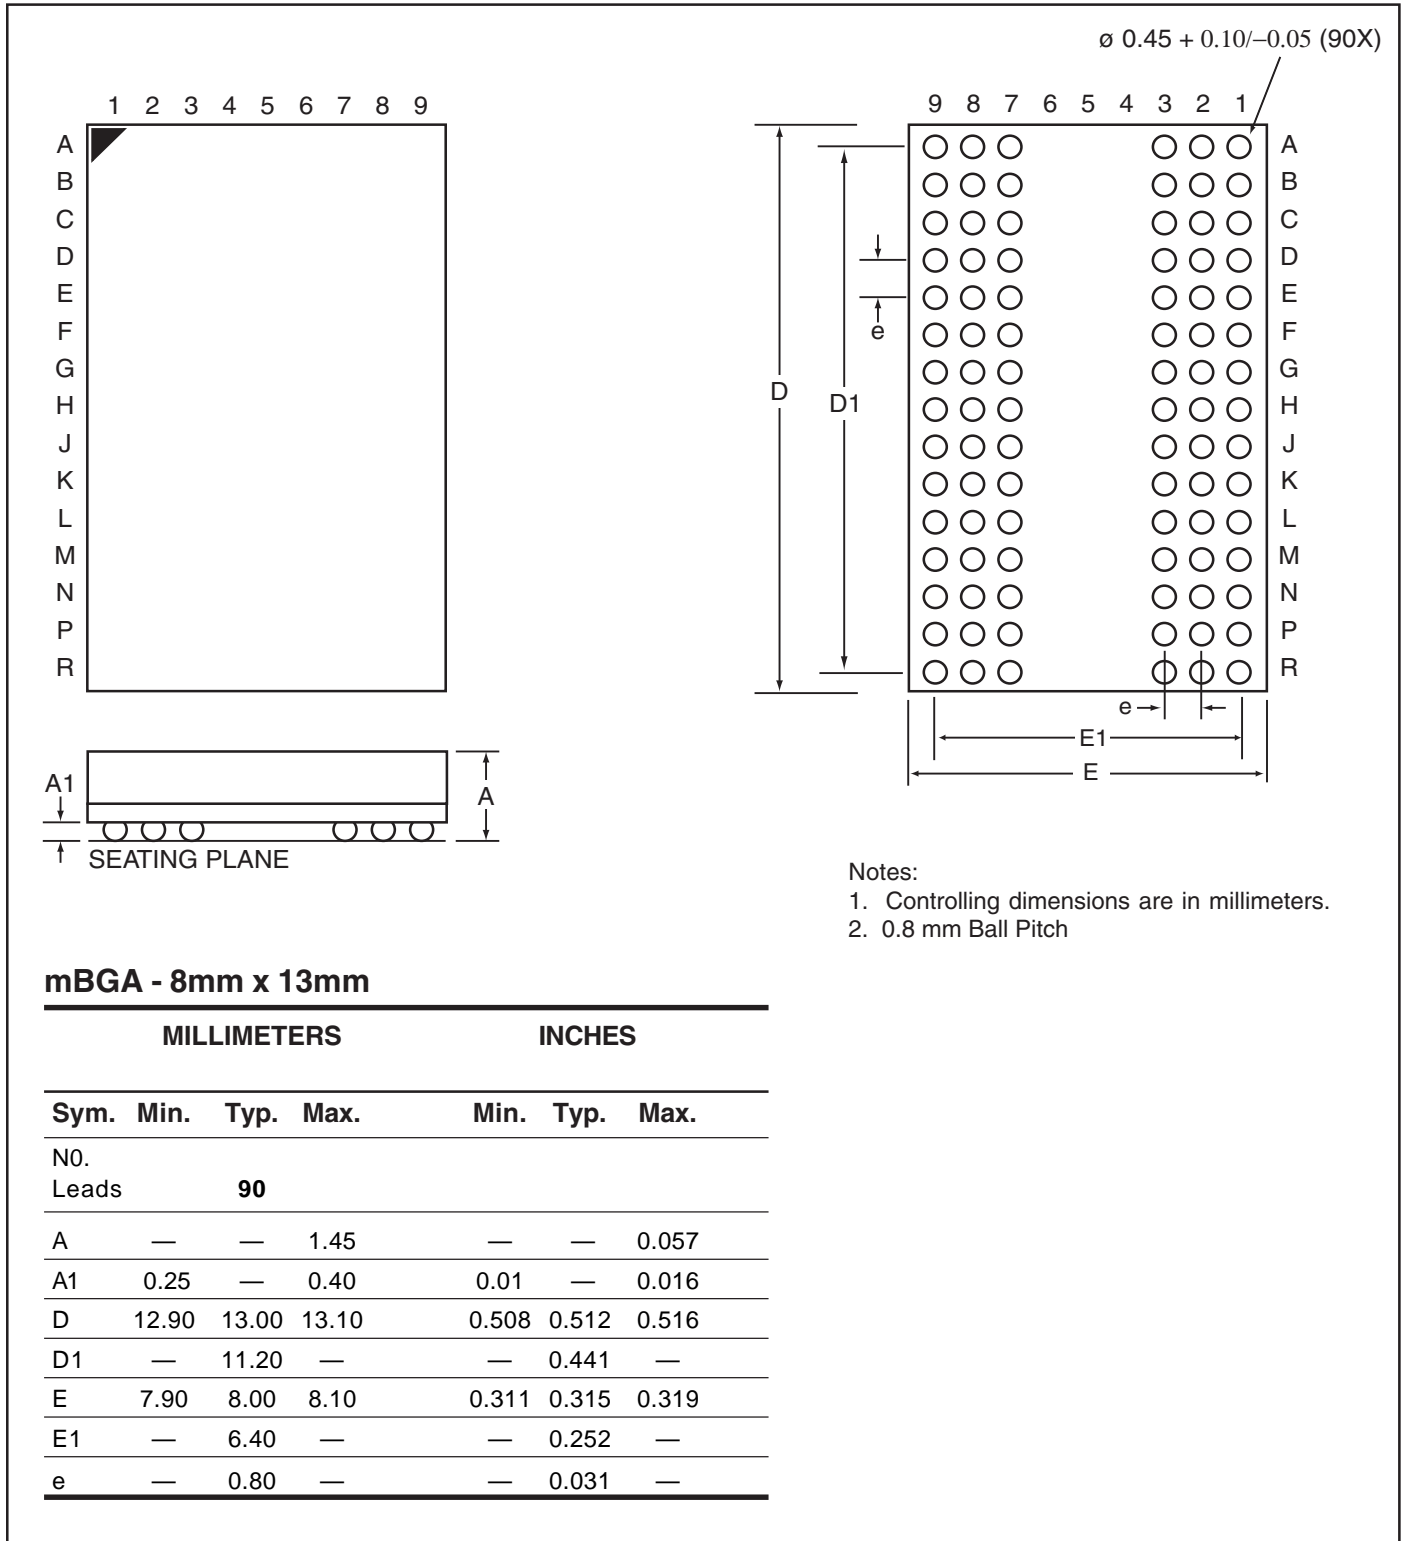 ø 0.45 + 0.10/−0.05 (90X)
1 2 3 4 5 6 7 8 9
A
B
C
D
E
F
G
H
J
K
L
M
N
P
R
9 8 7 6 5 4 3 2 1
A
B
C
D
E
F
G
H
J
K
L
M
N
P
R
e
D
D1
e
E1
E
A1
A
SEATING PLANE
Notes:
1. Controlling dimensions are in millimeters.
2. 0.8 mm Ball Pitch
mBGA - 8mm x 13mm
MILLIMETERS INCHES
Sym. Min. Typ. Max. Min. Typ. Max.
N0.
Leads 90
A — — 1.45 — — 0.057
A1 0.25 — 0.40 0.01 — 0.016
D 12.90 13.00 13.10 0.508 0.512 0.516
D1 — 11.20 — — 0.441 —
E 7.90 8.00 8.10 0.311 0.315 0.319
E1 — 6.40 — — 0.252 —
e — 0.80 — — 0.031 —